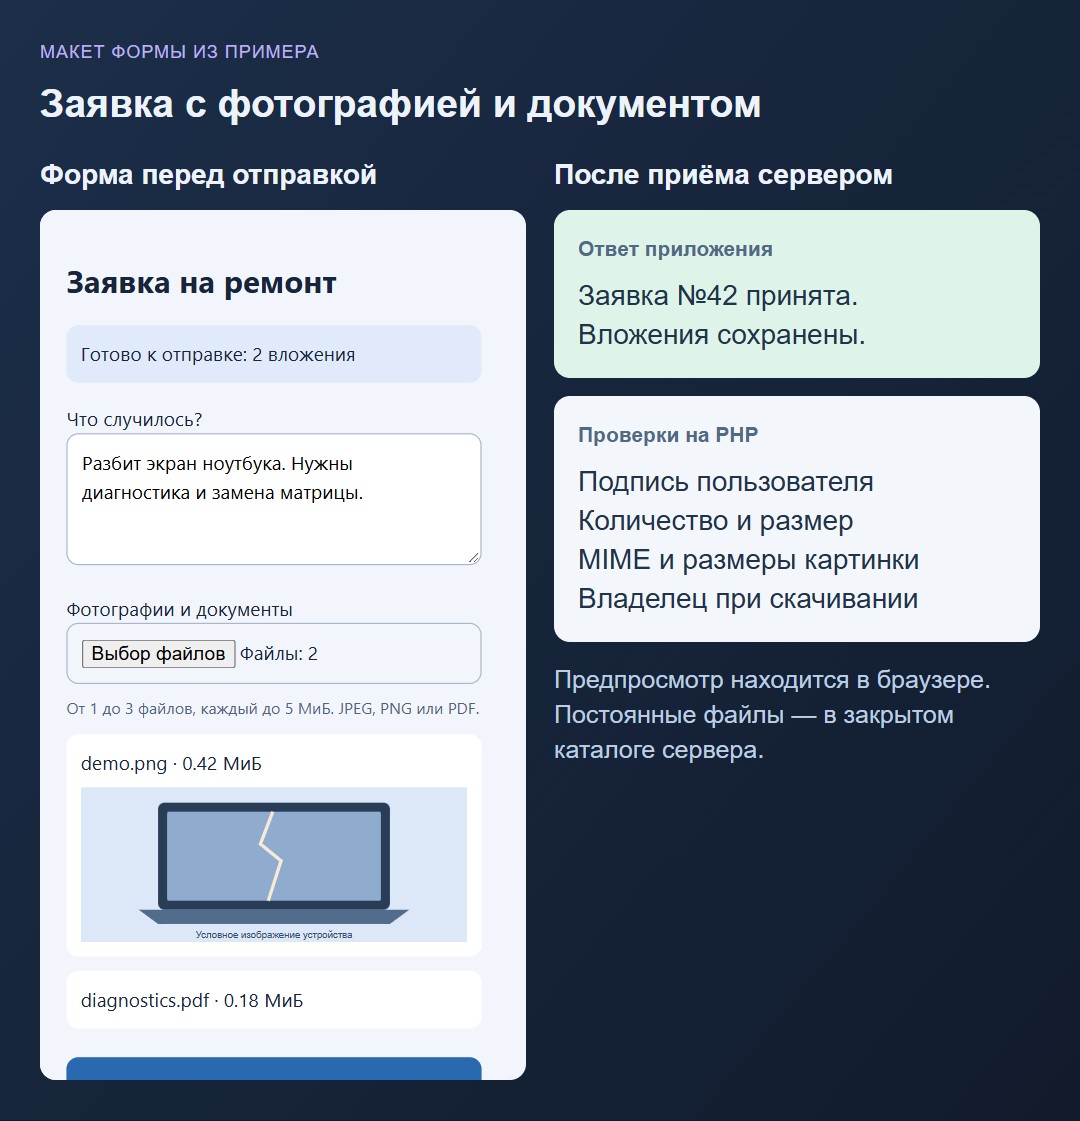 МАКЕТ ФОРМЫ ИЗ ПРИМЕРА
Заявка с фотографией и документом
Форма перед отправкой
Заявка на ремонт
Готово к отправке: 2 вложения
Что случилось?
Разбит экран ноутбука. Нужны
диагностика и замена матрицы.
Фотографии и документы
Выбор файлов Файлы: 2
От 1 до 3 файлов, каждый до 5 МиБ. JPEG, PNG или PDF.
demo.png · 0.42 МиБ
Условное изображение устройства
diagnostics.pdf · 0.18 МиБ
После приёма сервером
Ответ приложения
Заявка №42 принята.
Вложения сохранены.
Проверки на PHP
Подпись пользователя
Количество и размер
MIME и размеры картинки
Владелец при скачивании
Предпросмотр находится в браузере.
Постоянные файлы — в закрытом
каталоге сервера.